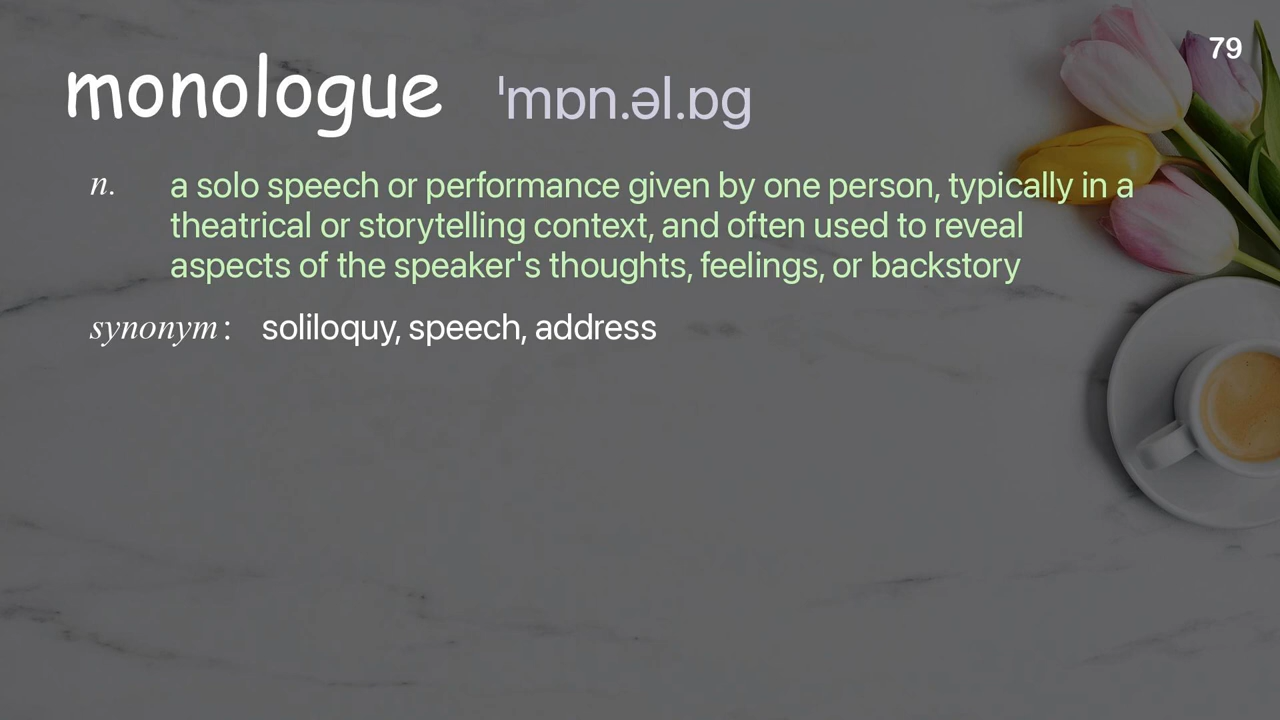 79
monologue ˈmɒn.əl.ɒg
n. a solo speech or performance given by one person, typically in a
theatrical or storytelling context, and often used to reveal
aspects of the speaker's thoughts, feelings, or backstory
synonym: soliloquy, speech, address